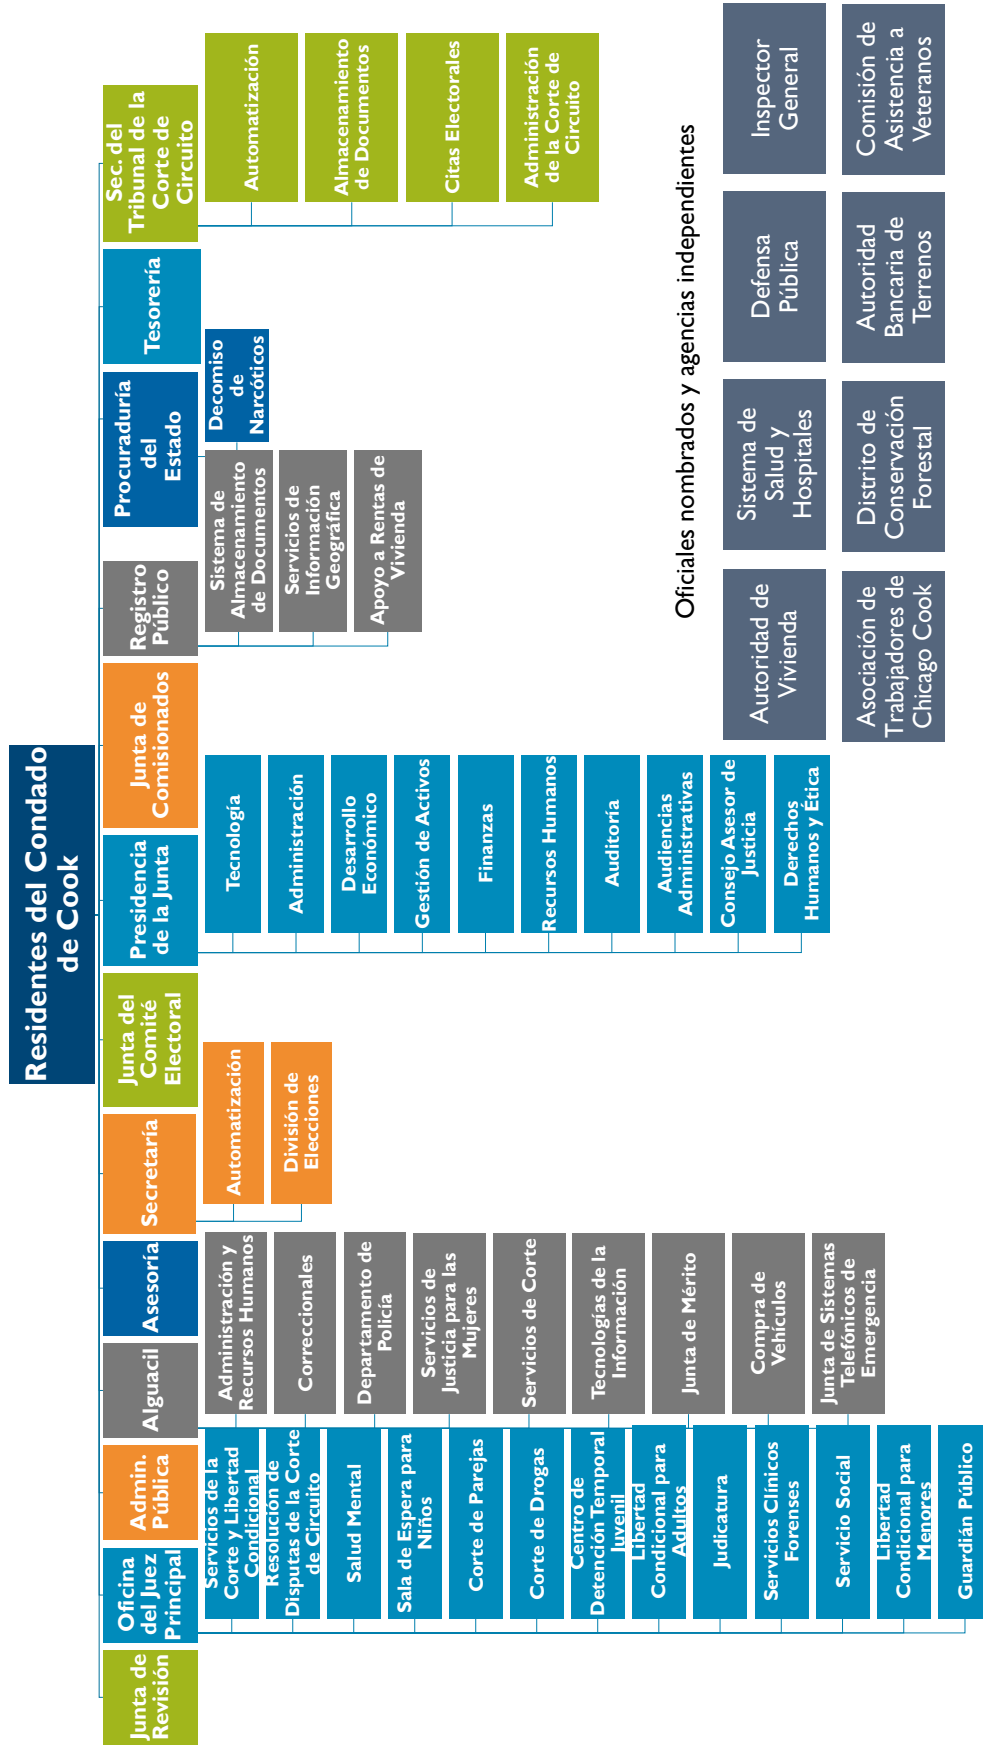 Residentes del Condado
de Cook
Junta de
Revisión
Oficina
del Juez
Principal
Servicios de la
Corte y Libertad
Condicional
Resolución de
Disputas de la Corte
de Circuito
Salud Mental
Sala de Espera para
Niños
Corte de Parejas
Corte de Drogas
Centro de
Detención Temporal
Juvenil
Libertad
Condicional para
Adultos
Judicatura
Servicios Clínicos
Forenses
Servicio Social
Libertad
Condicional para
Menores
Guardián Público
Admin.
Pública
Alguacil
Administración y
Recursos Humanos
Correccionales
Departamento de
Policía
Servicios de
Justicia para las
Mujeres
Servicios de Corte
Tecnologías de la
Información
Junta de Mérito
Compra de
Vehículos
Junta de Sistemas
Telefónicos de
Emergencia
Asesoría
Secretaría
Automatización
División de
Elecciones
Junta del
Comité
Electoral
Presidencia
de la Junta
Tecnología
Administración
Desarrollo
Económico
Gestión de Activos
Finanzas
Recursos Humanos
Auditoría
Audiencias
Administrativas
Consejo Asesor de
Justicia
Derechos
Humanos y Ética
Junta de
Comisionados
Registro
Público
Sistema de
Almacenamiento
de Documentos
Servicios de
Información
Geográfica
Apoyo a Rentas de
Vivienda
Procuraduría
del
Estado
Decomiso
de
Narcóticos
Tesorería
Sec. del
Tribunal de la
Corte de
Circuito
Automatización
Almacenamiento
de Documentos
Citas Electorales
Administración
de la Corte de
Circuito
Oficiales nombrados y agencias independientes
Autoridad de
Vivienda
Sistema de
Salud y
Hospitales
Defensa
Pública
Inspector
General
Asociación de
Trabajadores de
Chicago Cook
Distrito de
Conservación
Forestal
Autoridad
Bancaria de
Terrenos
Comisión de
Asistencia a
Veteranos